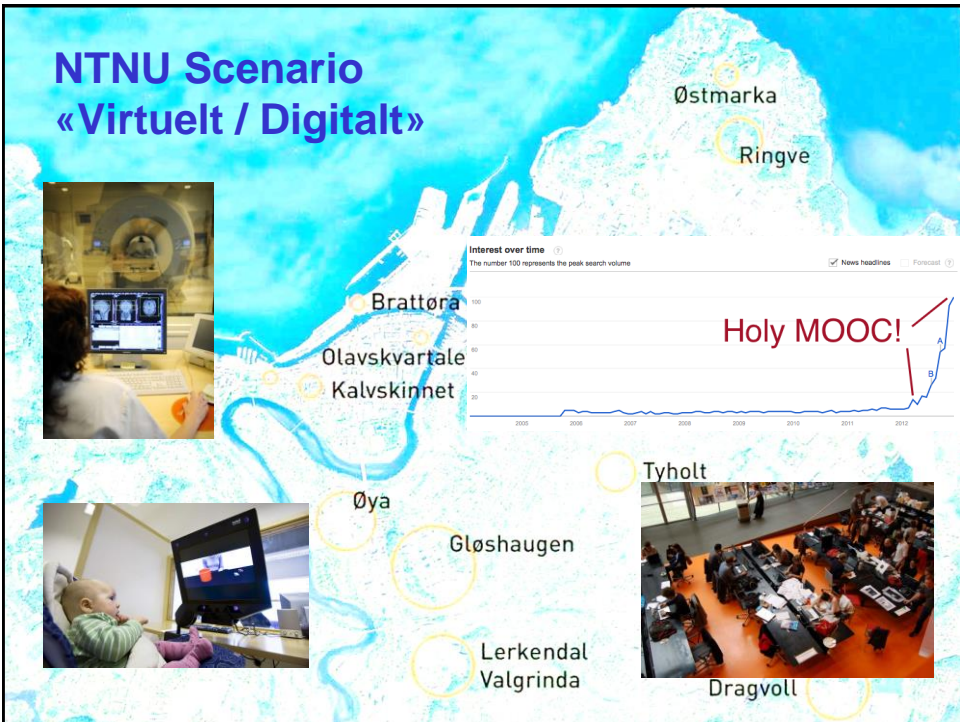 NTNU Scenario
«Virtuelt / Digitalt»
Østmarka
Ringve
Interest over time ?
The number 100 represents the peak search volume
News headlines
Forecast ?
100
80
60
40
20
Holy MOOC!
A
B
2005 2006 2007 2008 2009 2010 2011 2012
Brattøra
Olavskvartale
Kalvskinnet
Tyholt
Øya
Gløshaugen
Lerkendal
Valgrinda
Dragvoll